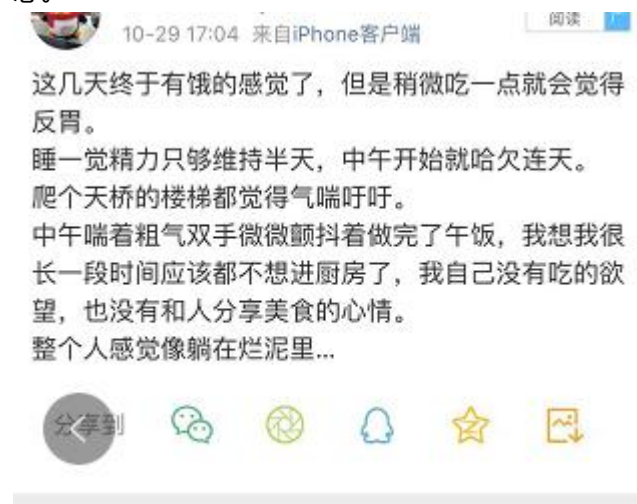 10-29 17:04 来自iPhone客户端
阅读
这几天终于有饿的感觉了，但是稍微吃一点就会觉得
反胃。
睡一觉精力只够维持半天，中午开始就哈欠连天。
爬个天桥的楼梯都觉得气喘吁吁。
中午喘着粗气双手微微颤抖着做完了午饭，我想我很
长一段时间应该都不想进厨房了，我自己没有吃的欲
望，也没有和人分享美食的心情。
整个人感觉像躺在烂泥里...
分享到